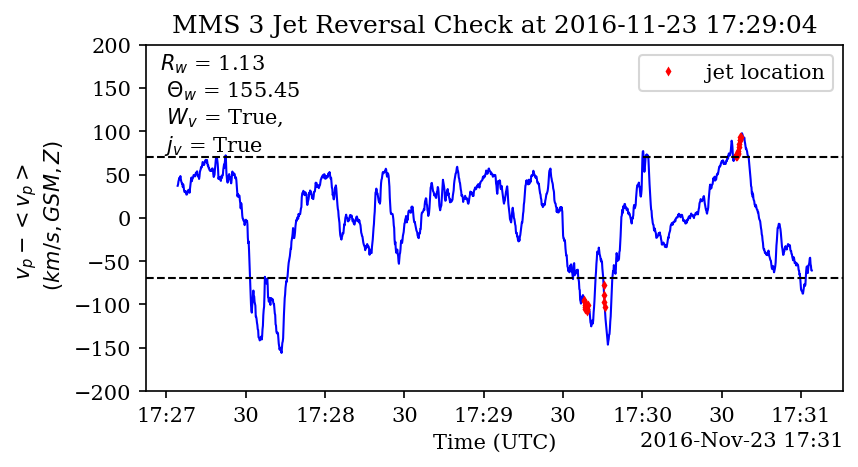 MMS 3 Jet Reversal Check at 2016-11-23 17:29:04
R_w = 1.13
Θ_w = 155.45
W_v = True,
j_v = True
jet location
v_p − <v_p>
(km/s, GSM, Z)
200
150
100
50
0
−50
−100
−150
−200
17:27 30 17:28 30 17:29 30 17:30 30 17:31
Time (UTC)
2016-Nov-23 17:31